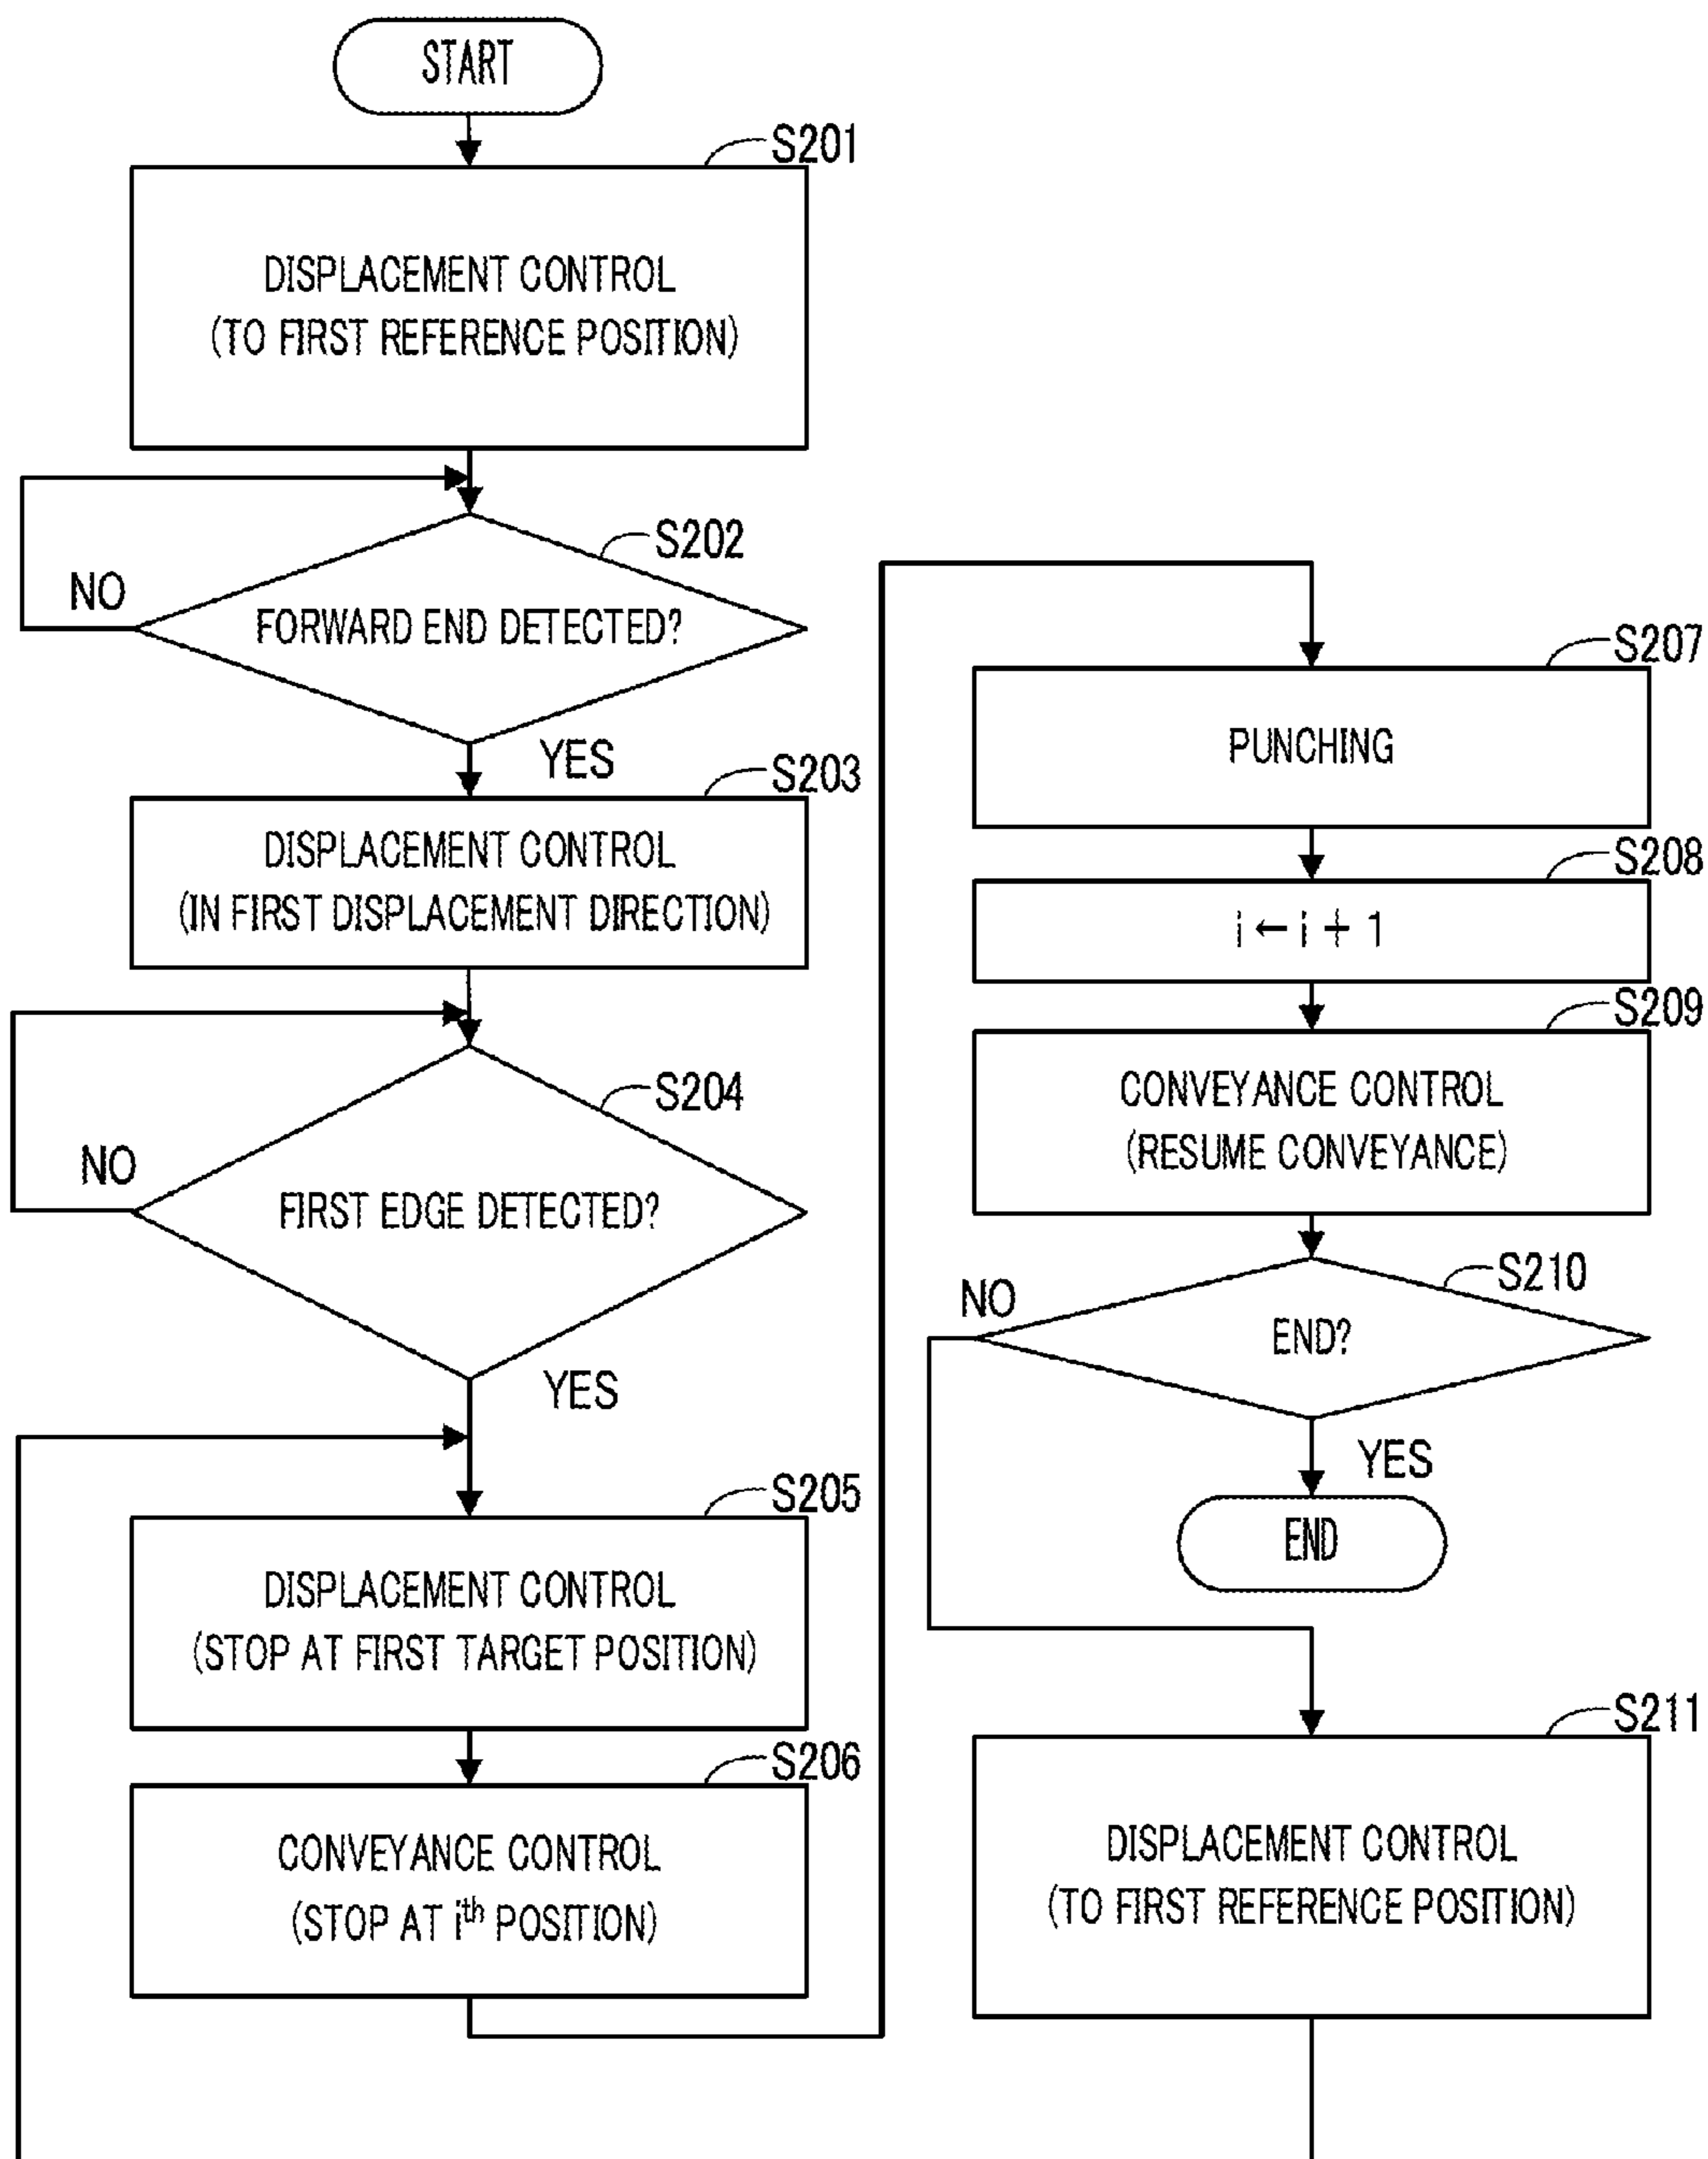 START
S201
DISPLACEMENT CONTROL
(TO FIRST REFERENCE POSITION)
S202
NO
FORWARD END DETECTED?
YES
S203
DISPLACEMENT CONTROL
(IN FIRST DISPLACEMENT DIRECTION)
S204
NO
FIRST EDGE DETECTED?
YES
S205
DISPLACEMENT CONTROL
(STOP AT FIRST TARGET POSITION)
S206
CONVEYANCE CONTROL
(STOP AT ith POSITION)
S207
PUNCHING
S208
i ← i + 1
S209
CONVEYANCE CONTROL
(RESUME CONVEYANCE)
S210
NO
END?
YES
END
S211
DISPLACEMENT CONTROL
(TO FIRST REFERENCE POSITION)